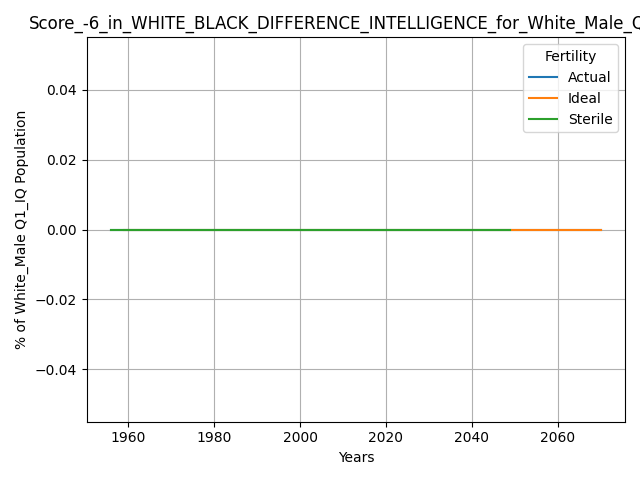 Score_-6_in_WHITE_BLACK_DIFFERENCE_INTELLIGENCE_for_White_Male_Q
Fertility
Actual
Ideal
Sterile
% of White_Male Q1_IQ Population
0.04
0.02
0.00
−0.02
−0.04
1960 1980 2000 2020 2040 2060
Years